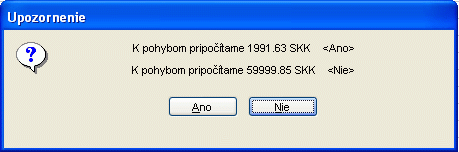 Upozornenie
K pohybom pripočítame 1991.63 SKK <Ano>
K pohybom pripočítame 59999.85 SKK <Nie>
Ano Nie